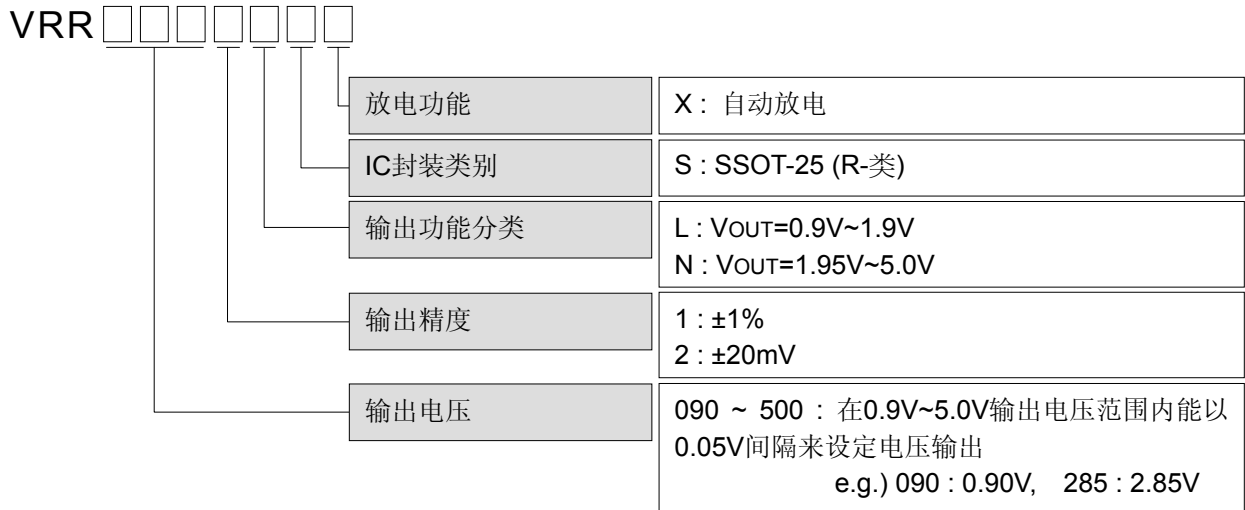 VRR□□□□□□□
放电功能
X : 自动放电
IC封装类别
S : SSOT-25 (R-类)
输出功能分类
L : VOUT=0.9V~1.9V
N : VOUT=1.95V~5.0V
输出精度
1 : ±1%
2 : ±20mV
输出电压
090 ~ 500 : 在0.9V~5.0V输出电压范围内能以
0.05V间隔来设定电压输出
e.g.) 090 : 0.90V, 285 : 2.85V